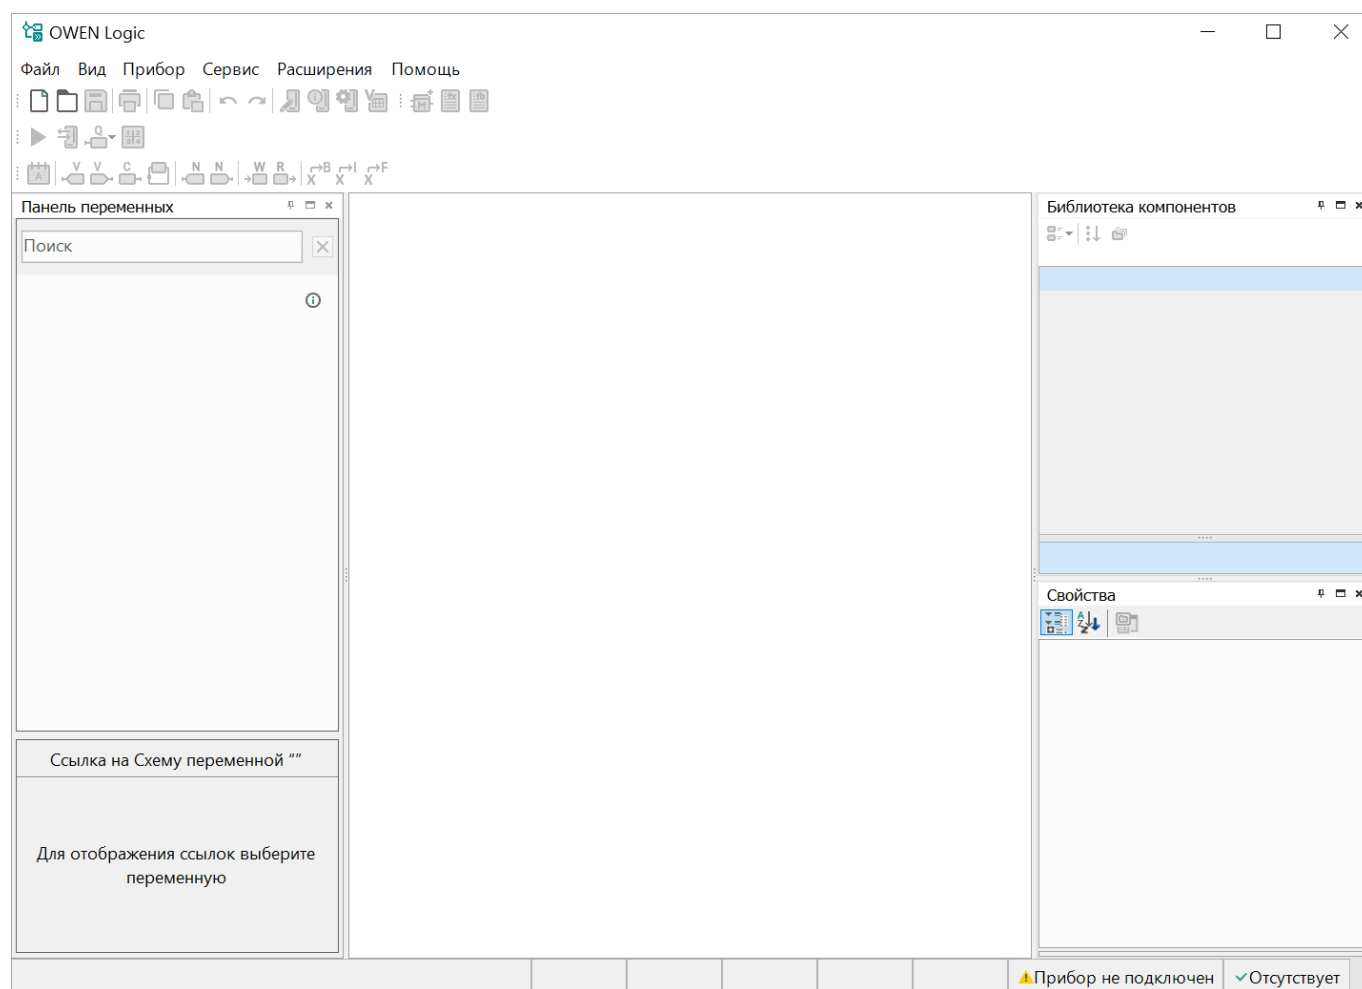 OWEN Logic
Файл Вид Прибор Сервис Расширения Помощь
Панель переменных
Поиск
Ссылка на Схему переменной “”
Для отображения ссылок выберите
переменную
Библиотека компонентов
Свойства
Прибор не подключен
Отсутствует